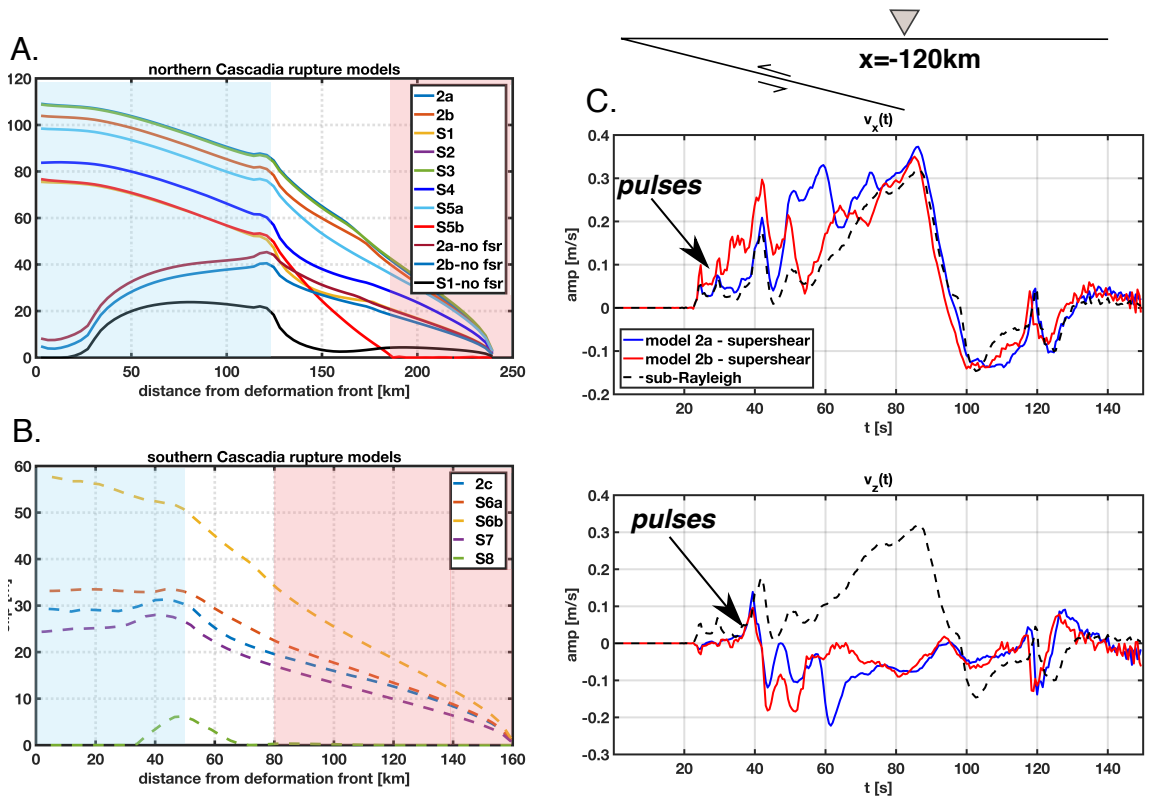 A.
northern Cascadia rupture models
120
100
80
60
40
20
0
0 50 100 150 200 250
distance from deformation front [km]
2a
2b
S1
S2
S3
S4
S5a
S5b
2a-no fsr
2b-no fsr
S1-no fsr
B.
southern Cascadia rupture models
60
50
40
30
20
10
0
0 20 40 60 80 100 120 140 160
distance from deformation front [km]
2c
S6a
S6b
S7
S8
x=-120km
C.
vx(t)
0.4
0.3
0.2
0.1
0
-0.1
-0.2
amp [m/s]
pulses
model 2a - supershear
model 2b - supershear
sub-Rayleigh
20 40 60 80 100 120 140
t [s]
vz(t)
0.4
0.3
0.2
0.1
0
-0.1
-0.2
-0.3
amp [m/s]
pulses
20 40 60 80 100 120 140
t [s]